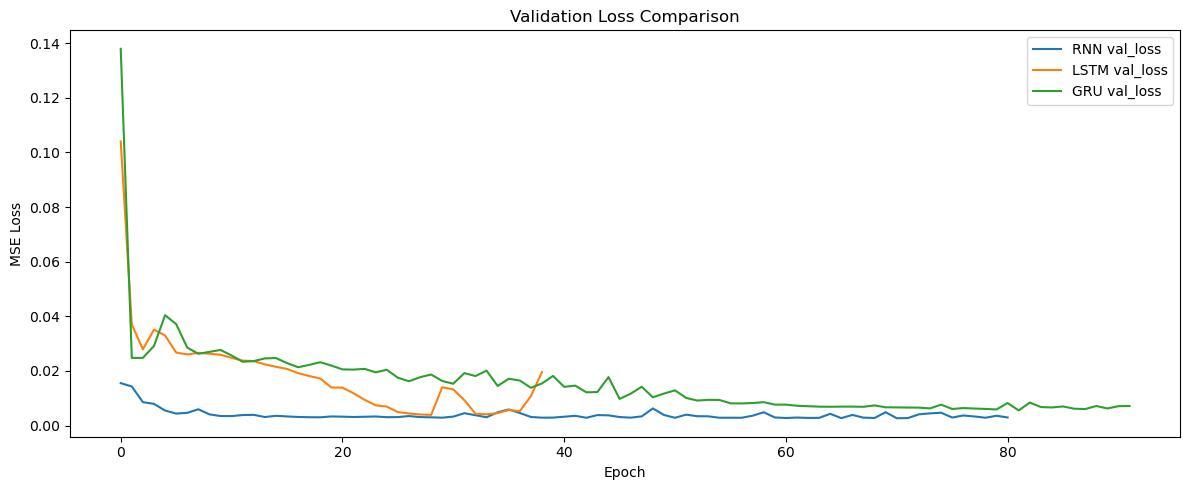 Validation Loss Comparison
MSE Loss
0.14
0.12
0.10
0.08
0.06
0.04
0.02
0.00
RNN val_loss
LSTM val_loss
GRU val_loss
0 20 40 60 80
Epoch